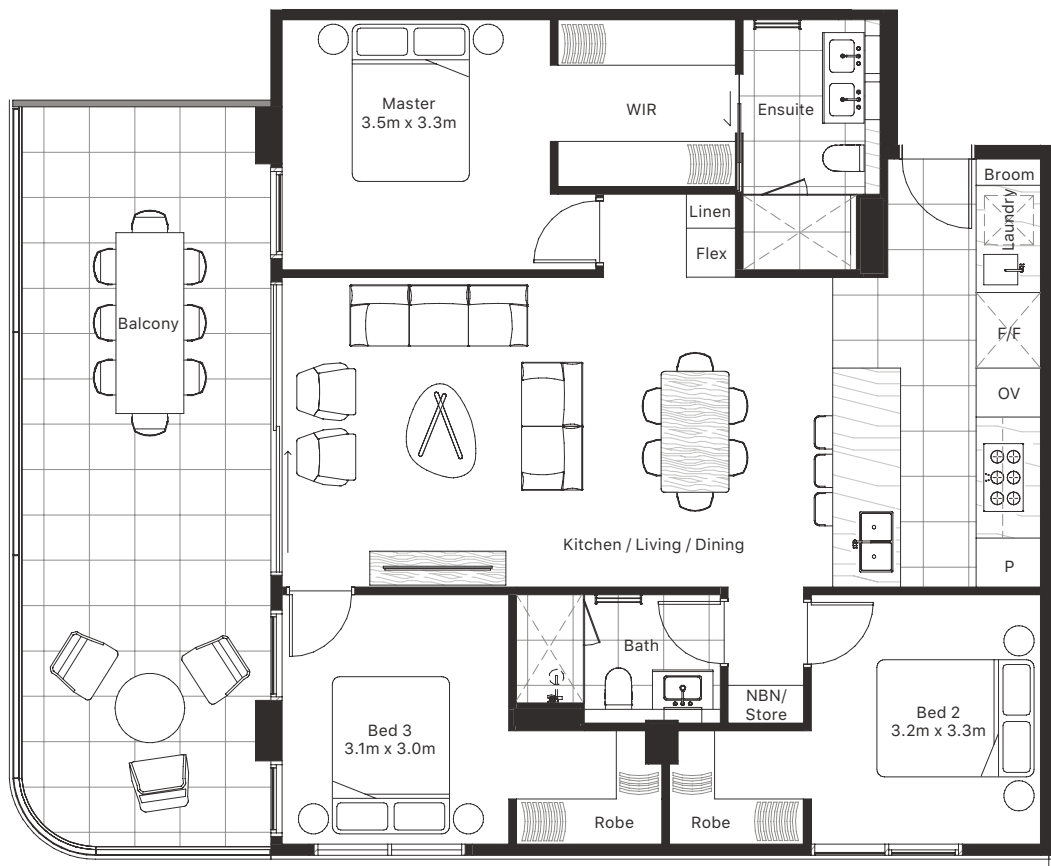 Master
3.5m x 3.3m
WIR
Ensuite
Broom
Laundry
Linen
Flex
Balcony
F/F
OV
Kitchen / Living / Dining
P
Bath
NBN/
Store
Bed 3
3.1m x 3.0m
Bed 2
3.2m x 3.3m
Robe
Robe